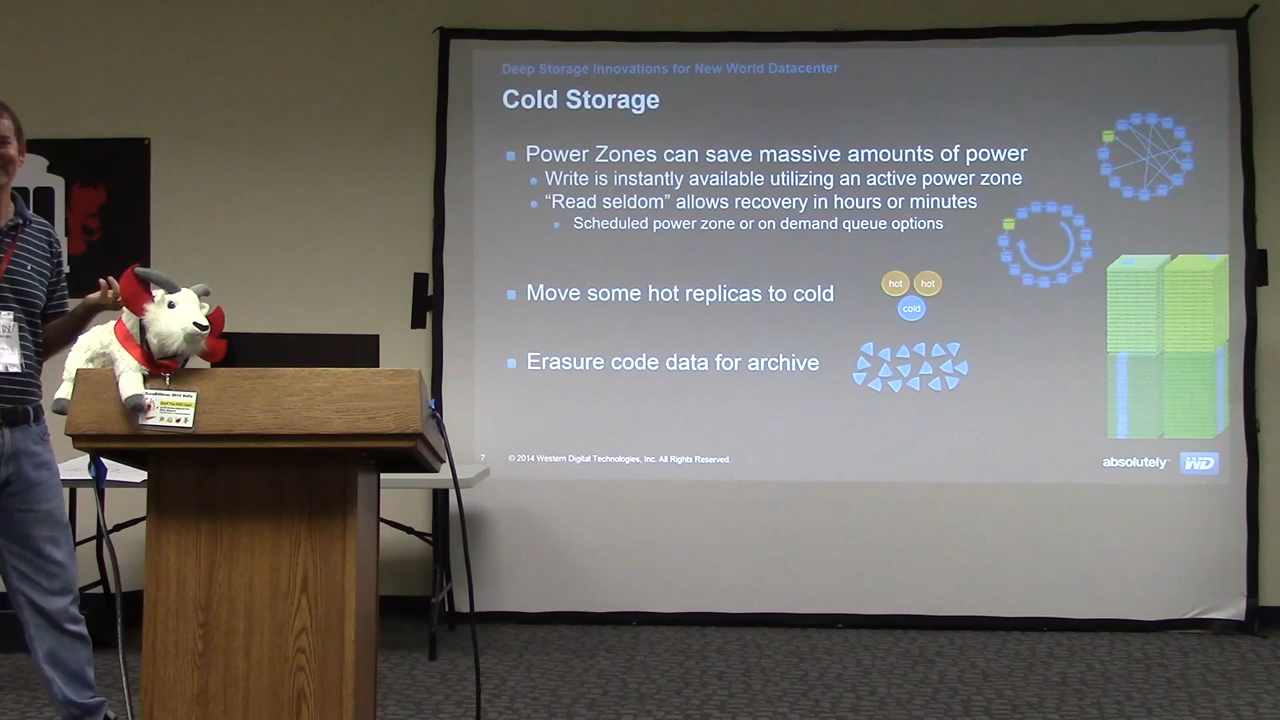 Deep Storage Innovations for New World Datacenter
Cold Storage
Power Zones can save massive amounts of power
Write is instantly available utilizing an active power zone
“Read seldom” allows recovery in hours or minutes
Scheduled power zone or on demand queue options
Move some hot replicas to cold
hot hot
cold
Erasure code data for archive
7 © 2014 Western Digital Technologies, Inc. All Rights Reserved.
absolutely WD